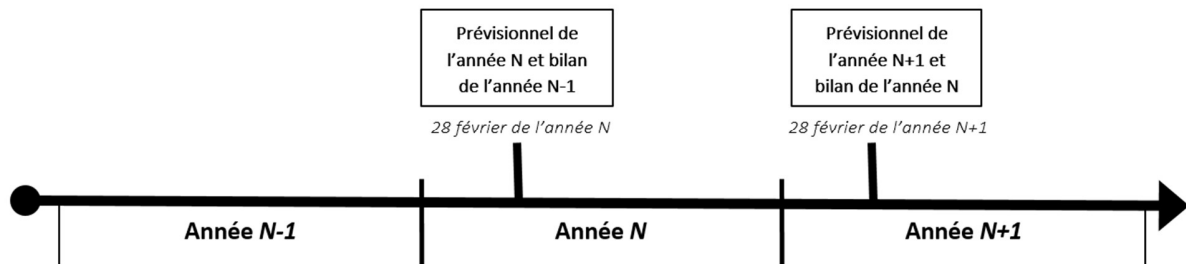 Prévisionnel de
l’année N et bilan
de l’année N-1
Prévisionnel de
l’année N+1 et
bilan de l’année N
28 février de l’année N
28 février de l’année N+1
Année N-1
Année N
Année N+1